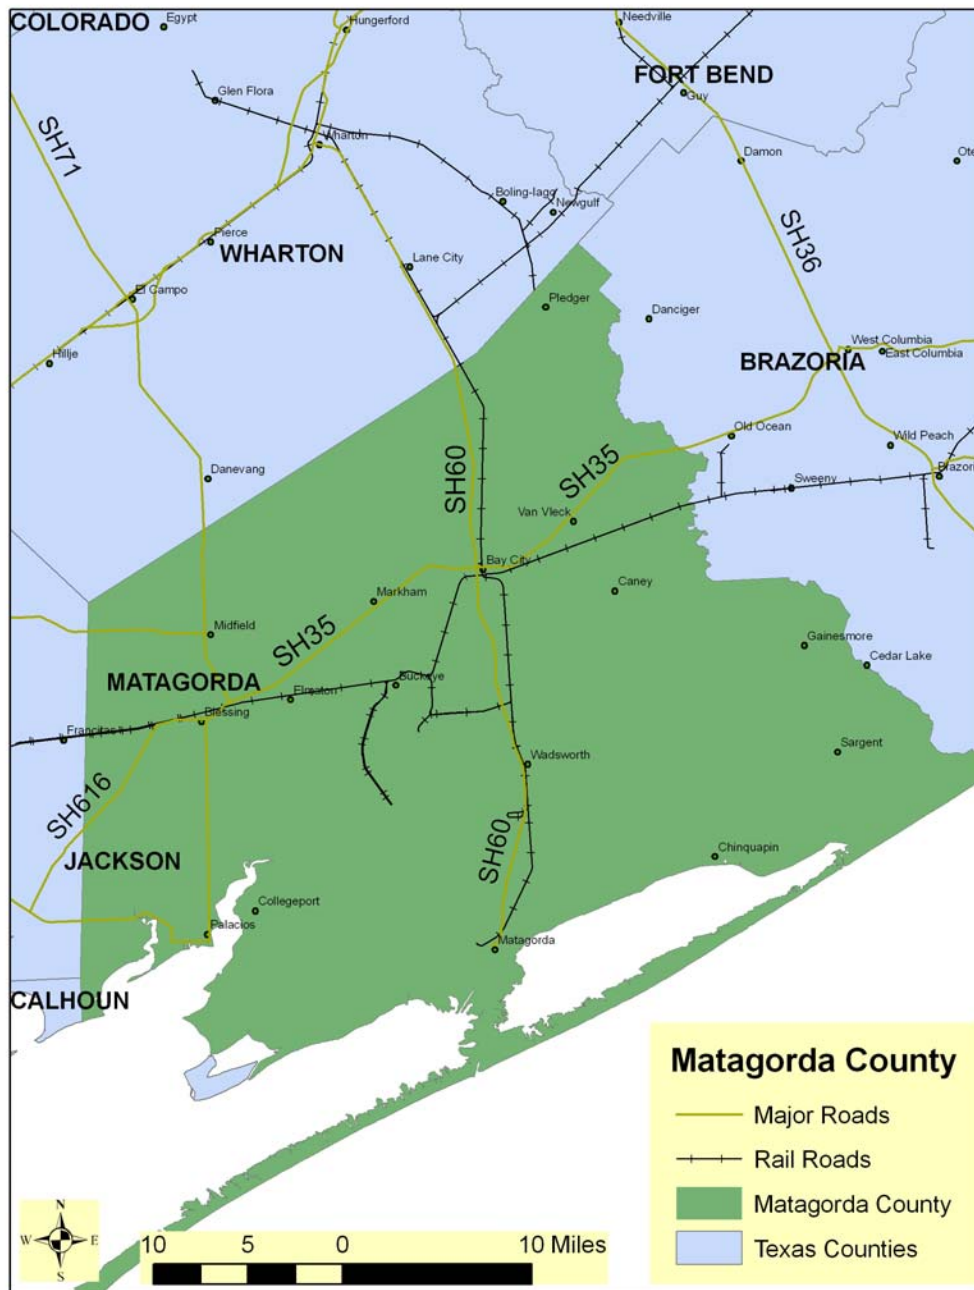 COLORADO
Egypt
Hungerford
Needville
FORT BEND
Guy
Glen Flora
SH71
Wharton
Damon
Boling-Iago
Newgulf
SH36
Pierce
WHARTON
Lane City
El Campo
Pledger
Danciger
Hillje
West Columbia
East Columbia
BRAZORIA
Old Ocean
Wild Peach
SH35
SH60
Danevang
Sweeny
Van Vleck
Bay City
Caney
Markham
Midfield
SH35
Gainesmore
Cedar Lake
MATAGORDA
Buckeye
Elmaton
Blessing
Francitas
Sargent
Wadsworth
SH616
SH60
JACKSON
Chinquapin
Collegeport
Palacios
Matagorda
CALHOUN
Matagorda County
Major Roads
Rail Roads
Matagorda County
Texas Counties
N
W E
S
10 5 0 10 Miles